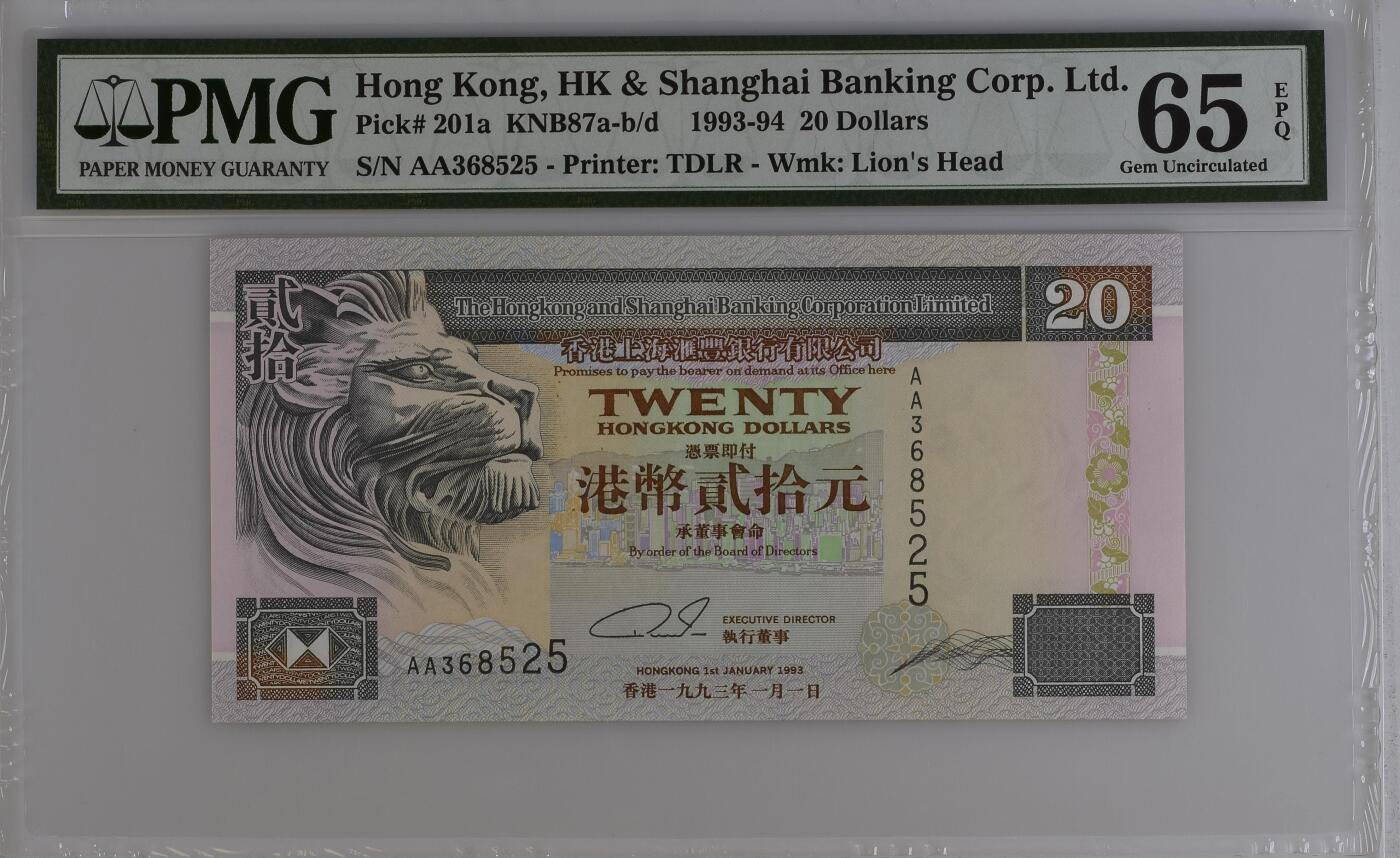 PMG
PAPER MONEY GUARANTY
Hong Kong, HK & Shanghai Banking Corp. Ltd.
Pick# 201a KNB87a-b/d 1993-94 20 Dollars
S/N AA368525 - Printer: TDLR - Wmk: Lion's Head
65
EPQ
Gem Uncirculated
貳拾
The Hongkong and Shanghai Banking Corporation Limited
20
香港上海滙豐銀行有限公司
Promises to pay the bearer on demand at its Office here
TWENTY
HONGKONG DOLLARS
憑票即付
港幣貳拾元
承董事會命
By order of the Board of Directors
AA368525
EXECUTIVE DIRECTOR
執行董事
AA368525
HONGKONG 1st JANUARY 1993
香港一九九三年一月一日